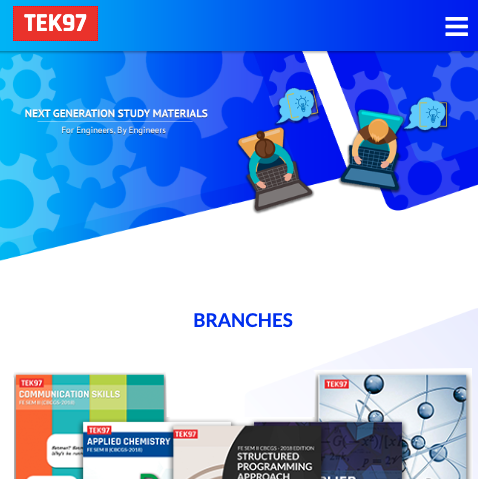 TEK97
NEXT GENERATION STUDY MATERIALS
For Engineers, By Engineers
BRANCHES
TEK97
COMMUNICATION SKILLS
FE SEM II (CBCGS-2018)
TEK97
TEK97
APPLIED CHEMISTRY
FE SEM II (CBCGS-2018)
TEK97
FE SEM II CBCGS - 2018 EDITION
STRUCTURED
PROGRAMMING
APPROACH